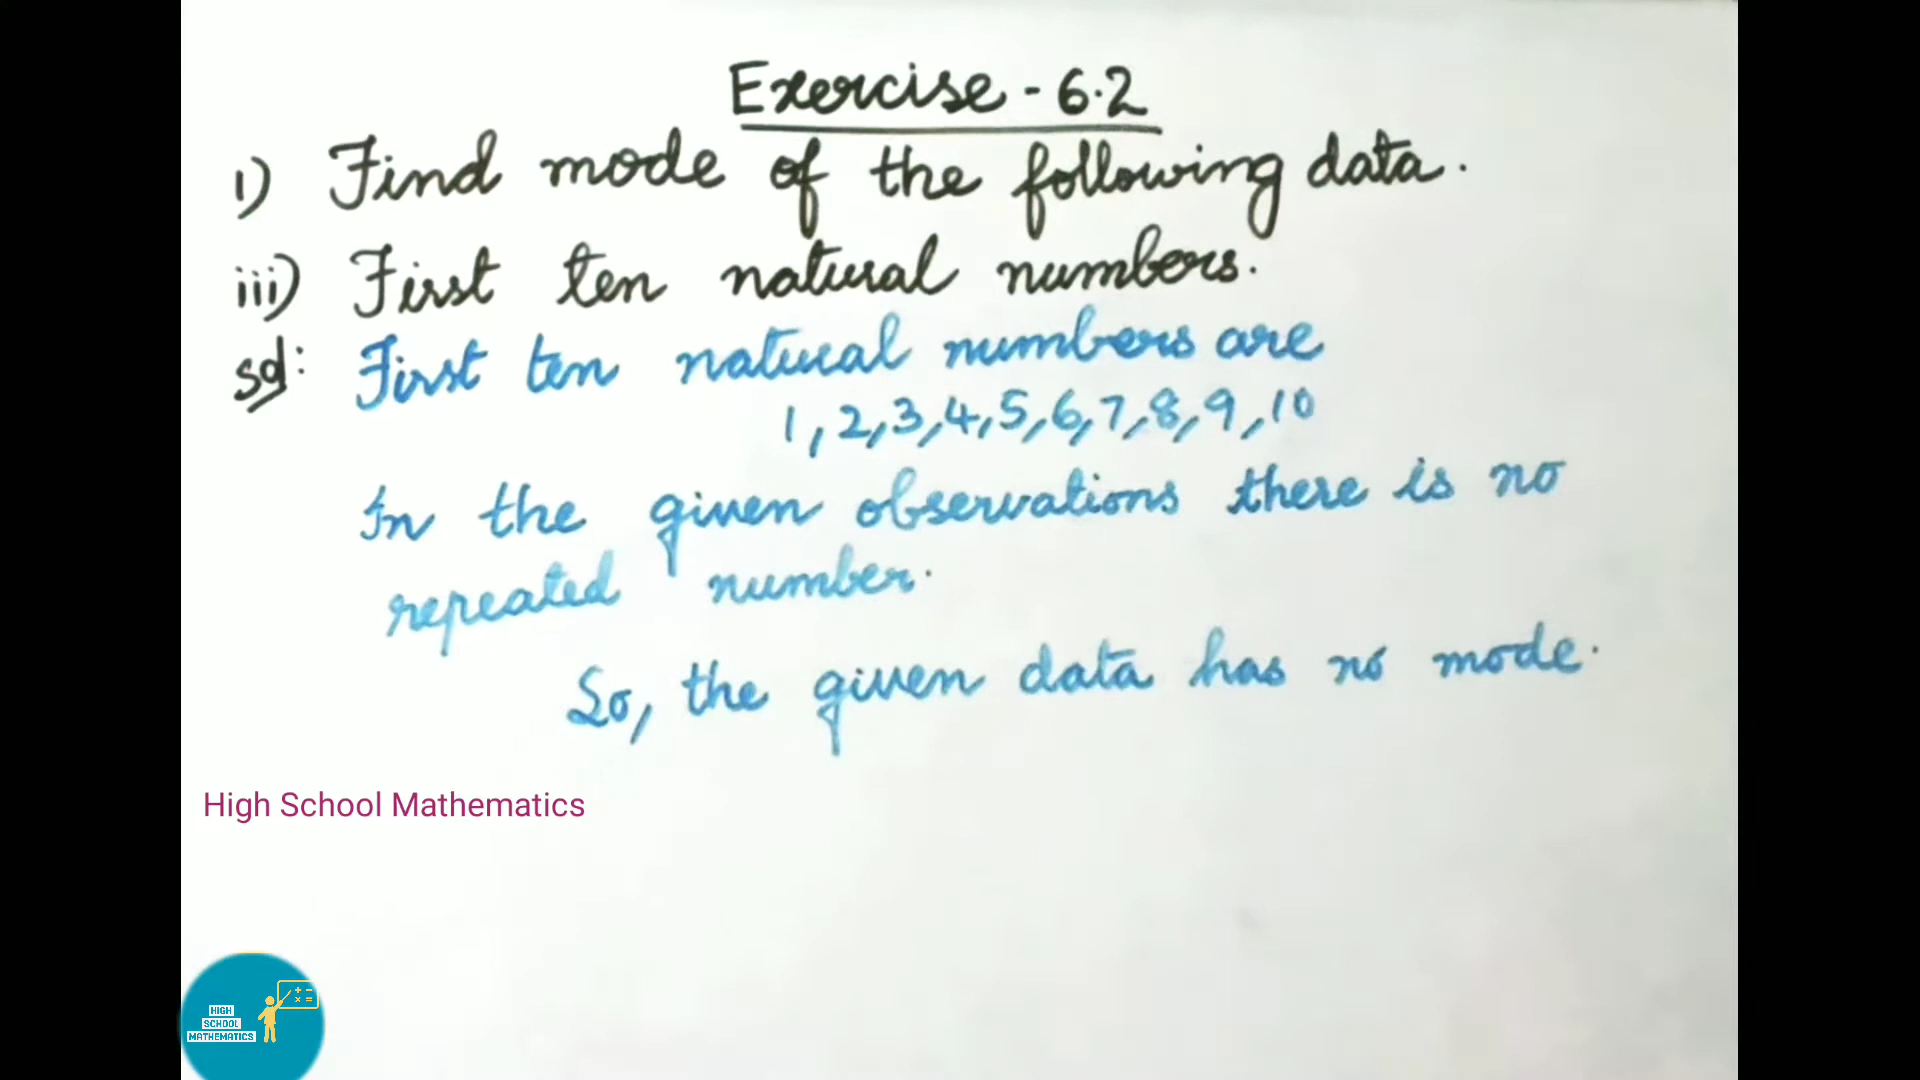 Exercise - 6.2
1) Find mode of the following data.
iii) First ten natural numbers.
Sol: First ten natural numbers are
1, 2, 3, 4, 5, 6, 7, 8, 9, 10
In the given observations there is no
repeated number.
So, the given data has no mode.
High School Mathematics
HIGH
SCHOOL
MATHEMATICS
+ -
× =